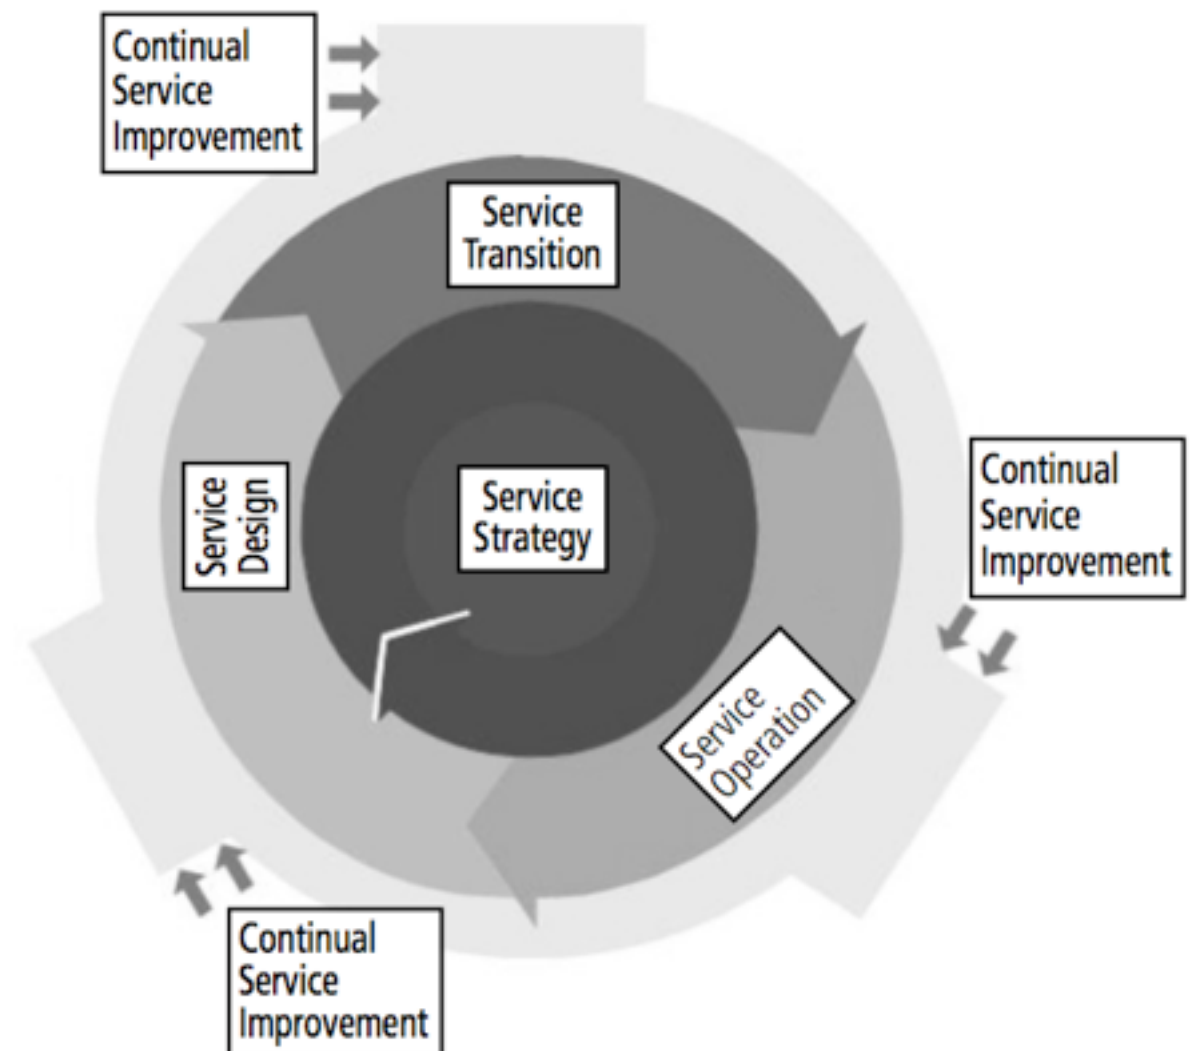 Continual
Service
Improvement
Service
Transition
Service
Design
Service
Strategy
Continual
Service
Improvement
Service
Operation
Continual
Service
Improvement